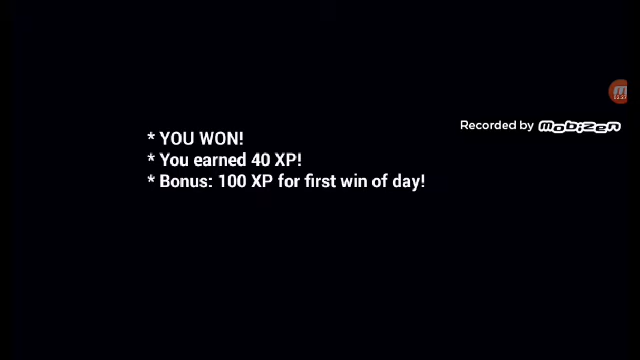 Recorded by mobizen
* YOU WON!
* You earned 40 XP!
* Bonus: 100 XP for first win of day!